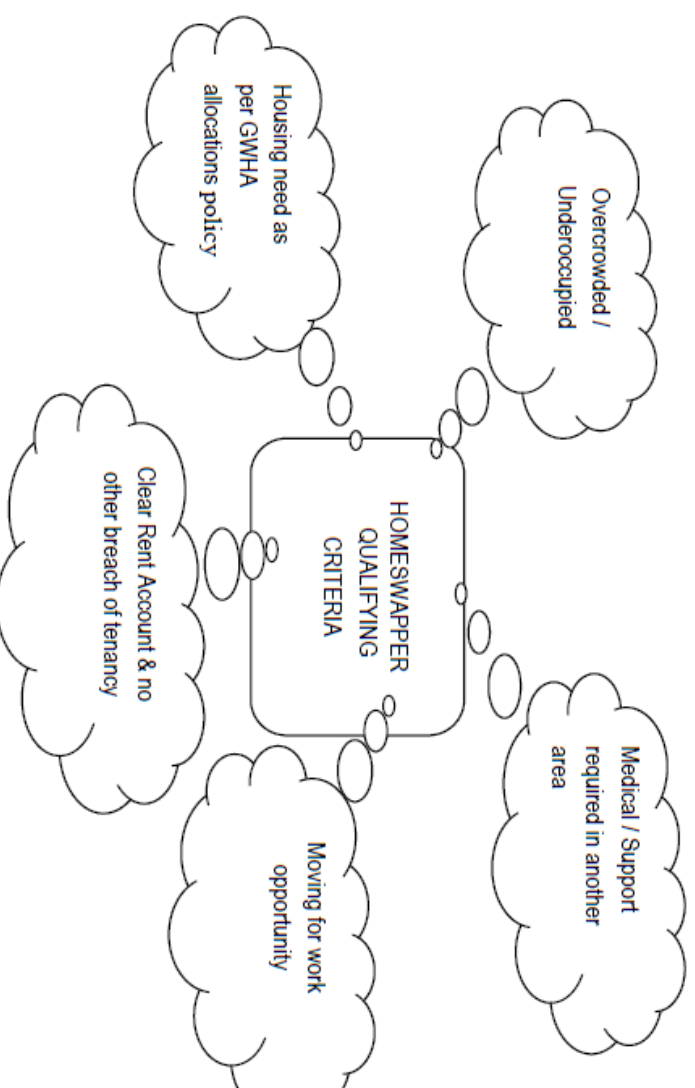 Overcrowded /
Underoccupied
Medical / Support
required in another
area
HOMESWAPPER
QUALIFYING
CRITERIA
Housing need as
per GWHA
allocations policy
Clear Rent Account & no
other breach of tenancy
Moving for work
opportunity